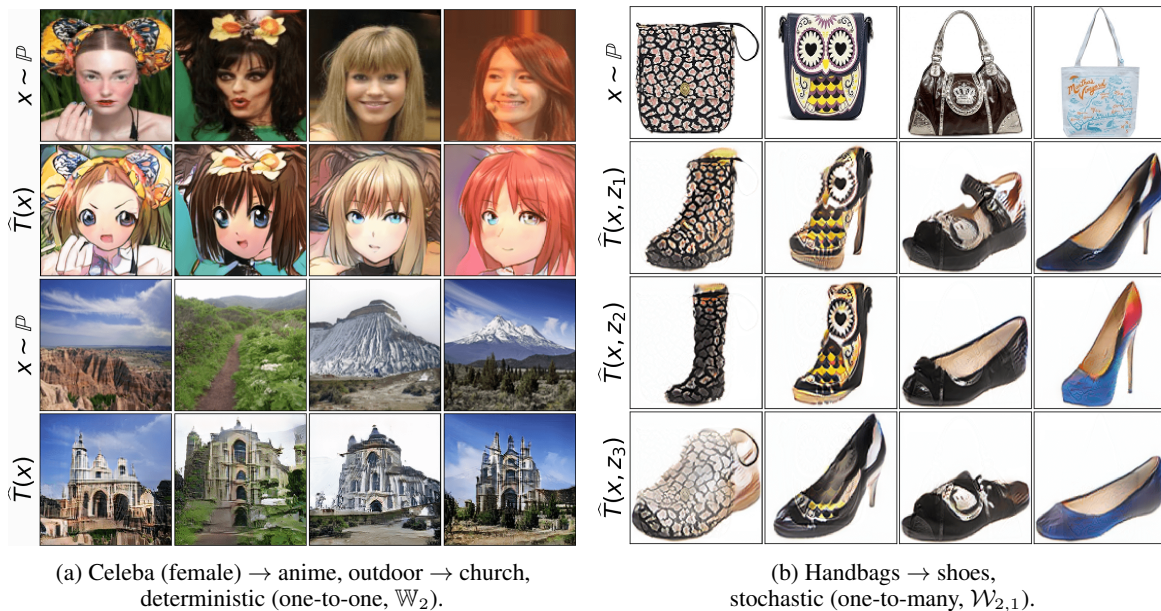 x ~ ℙ
T̂(x)
x ~ ℙ
T̂(x)
(a) Celeba (female) → anime, outdoor → church,
deterministic (one-to-one, 𝕎₂).
x ~ ℙ
T̂(x, z₁)
T̂(x, z₂)
T̂(x, z₃)
(b) Handbags → shoes,
stochastic (one-to-many, 𝒲₂,₁).